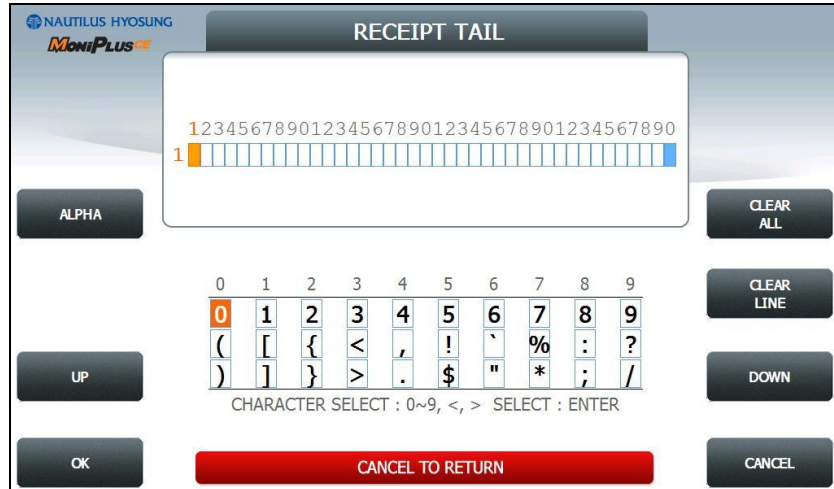 NAUTILUS HYOSUNG
MoniPlusCE
RECEIPT TAIL
1234567890123456789012345678901234567890
1
ALPHA
CLEAR
ALL
0 1 2 3 4 5 6 7 8 9
0 1 2 3 4 5 6 7 8 9
( [ { < , ! ` % : ?
) ] } > . $ " * ; /
CLEAR
LINE
UP
DOWN
CHARACTER SELECT : 0~9, <, > SELECT : ENTER
OK
CANCEL TO RETURN
CANCEL